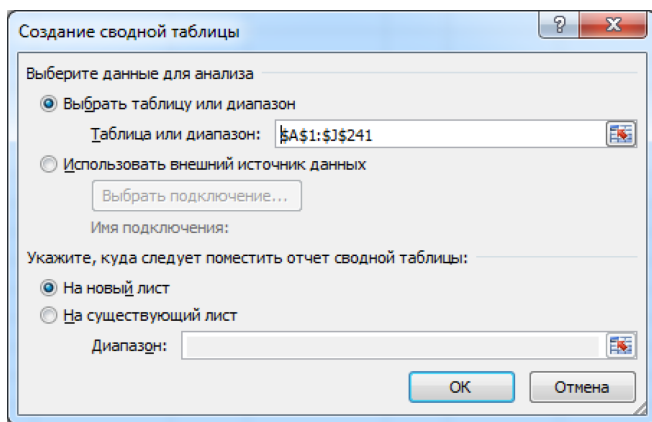 Создание сводной таблицы
Выберите данные для анализа
Выбрать таблицу или диапазон
Таблица или диапазон: $A$1:$J$241
Использовать внешний источник данных
Выбрать подключение...
Имя подключения:
Укажите, куда следует поместить отчет сводной таблицы:
На новый лист
На существующий лист
Диапазон:
ОК Отмена